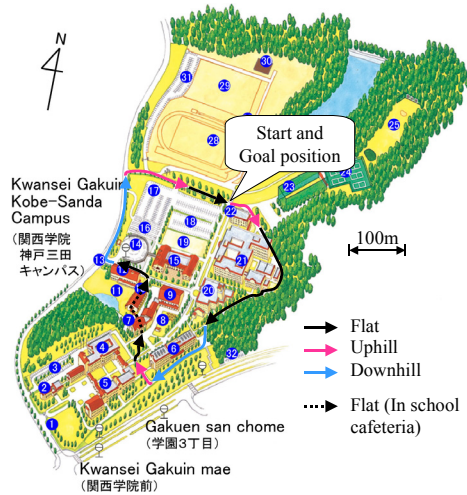 N
30
31
29
28
25
Start and
Goal position
24
23
17
22
Kwansei Gakuin
Kobe-Sanda
Campus
(関西学院
神戸三田
キャンパス)
18
16
19
14
13
15
21
100m
11
9
20
7
8
Flat
Uphill
Downhill
Flat (In school
cafeteria)
4
6
32
3
5
2
1
Gakuen san chome
(学園3丁目)
Kwansei Gakuin mae
(関西学院前)